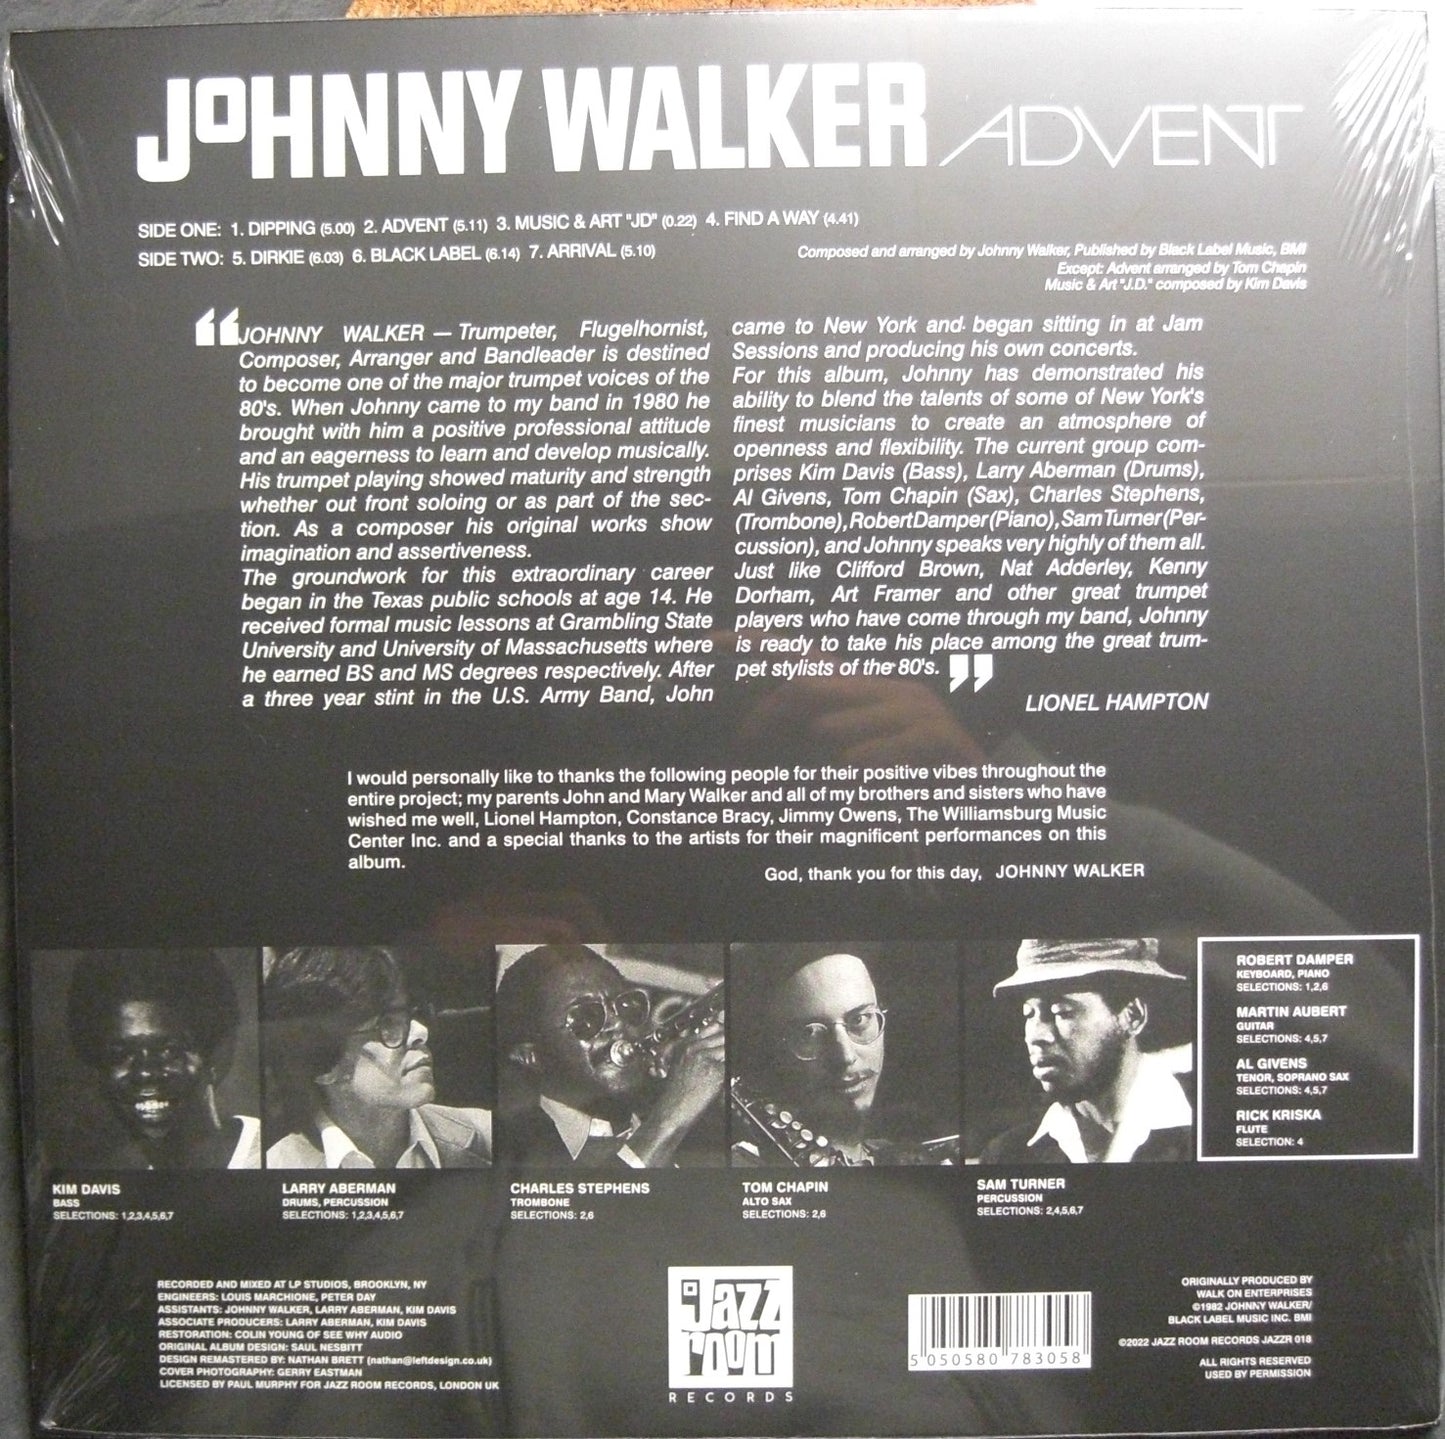 JOHNNY WALKER ADVENT
SIDE ONE: 1. DIPPING (5.00) 2. ADVENT (5.11) 3. MUSIC & ART "JD" (0.22) 4. FIND A WAY (4.41)
SIDE TWO: 5. DIRKIE (6.03) 6. BLACK LABEL (6.14) 7. ARRIVAL (5.10)
Composed and arranged by Johnny Walker, Published by Black Label Music, BMI
Except: Advent arranged by Tom Chapin
Music & Art "J.D." composed by Kim Davis
“JOHNNY WALKER — Trumpeter, Flugelhornist,
Composer, Arranger and Bandleader is destined
to become one of the major trumpet voices of the
80's. When Johnny came to my band in 1980 he
brought with him a positive professional attitude
and an eagerness to learn and develop musically.
His trumpet playing showed maturity and strength
whether out front soloing or as part of the sec-
tion. As a composer his original works show
imagination and assertiveness.
The groundwork for this extraordinary career
began in the Texas public schools at age 14. He
received formal music lessons at Grambling State
University and University of Massachusetts where
he earned BS and MS degrees respectively. After
a three year stint in the U.S. Army Band, John
came to New York and began sitting in at Jam
Sessions and producing his own concerts.
For this album, Johnny has demonstrated his
ability to blend the talents of some of New York's
finest musicians to create an atmosphere of
openness and flexibility. The current group com-
prises Kim Davis (Bass), Larry Aberman (Drums),
Al Givens, Tom Chapin (Sax), Charles Stephens,
(Trombone), Robert Damper (Piano), Sam Turner (Per-
cussion), and Johnny speaks very highly of them all.
Just like Clifford Brown, Nat Adderley, Kenny
Dorham, Art Framer and other great trumpet
players who have come through my band, Johnny
is ready to take his place among the great trum-
pet stylists of the 80's.”
LIONEL HAMPTON
I would personally like to thanks the following people for their positive vibes throughout the
entire project; my parents John and Mary Walker and all of my brothers and sisters who have
wished me well, Lionel Hampton, Constance Bracy, Jimmy Owens, The Williamsburg Music
Center Inc. and a special thanks to the artists for their magnificent performances on this
album.
God, thank you for this day, JOHNNY WALKER
KIM DAVIS
BASS
SELECTIONS: 1,2,3,4,5,6,7
LARRY ABERMAN
DRUMS, PERCUSSION
SELECTIONS: 1,2,3,4,5,6,7
CHARLES STEPHENS
TROMBONE
SELECTIONS: 2,6
TOM CHAPIN
ALTO SAX
SELECTIONS: 2,6
SAM TURNER
PERCUSSION
SELECTIONS: 2,4,5,6,7
ROBERT DAMPER
KEYBOARD, PIANO
SELECTIONS: 1,2,6
MARTIN AUBERT
GUITAR
SELECTIONS: 4,5,7
AL GIVENS
TENOR, SOPRANO SAX
SELECTIONS: 4,5,7
RICK KRISKA
FLUTE
SELECTION: 4
RECORDED AND MIXED AT LP STUDIOS, BROOKLYN, NY
ENGINEERS: LOUIS MARCHIONE, PETER DAY
ASSISTANTS: JOHNNY WALKER, LARRY ABERMAN, KIM DAVIS
ASSOCIATE PRODUCERS: LARRY ABERMAN, KIM DAVIS
RESTORATION: COLIN YOUNG OF SEE WHY AUDIO
ORIGINAL ALBUM DESIGN: SAUL NESBITT
DESIGN REMASTERED BY: NATHAN BRETT (nathan@leftdesign.co.uk)
COVER PHOTOGRAPHY: GERRY EASTMAN
LICENSED BY PAUL MURPHY FOR JAZZ ROOM RECORDS, LONDON UK
Jazz
room
RECORDS
5 050580 783058
ORIGINALLY PRODUCED BY
WALK ON ENTERPRISES
©1982 JOHNNY WALKER/
BLACK LABEL MUSIC INC. BMI
©2022 JAZZ ROOM RECORDS JAZZR 018
ALL RIGHTS RESERVED
USED BY PERMISSION